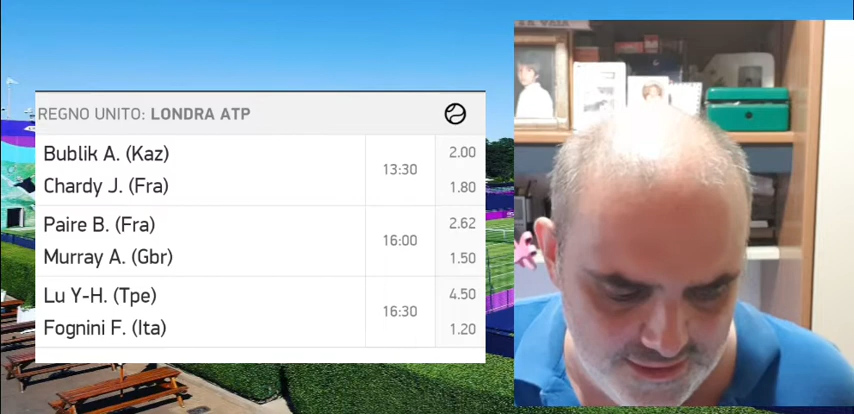 REGNO UNITO: LONDRA ATP
Bublik A. (Kaz)
Chardy J. (Fra)
13:30
2.00
1.80
Paire B. (Fra)
Murray A. (Gbr)
16:00
2.62
1.50
Lu Y-H. (Tpe)
Fognini F. (Ita)
16:30
4.50
1.20